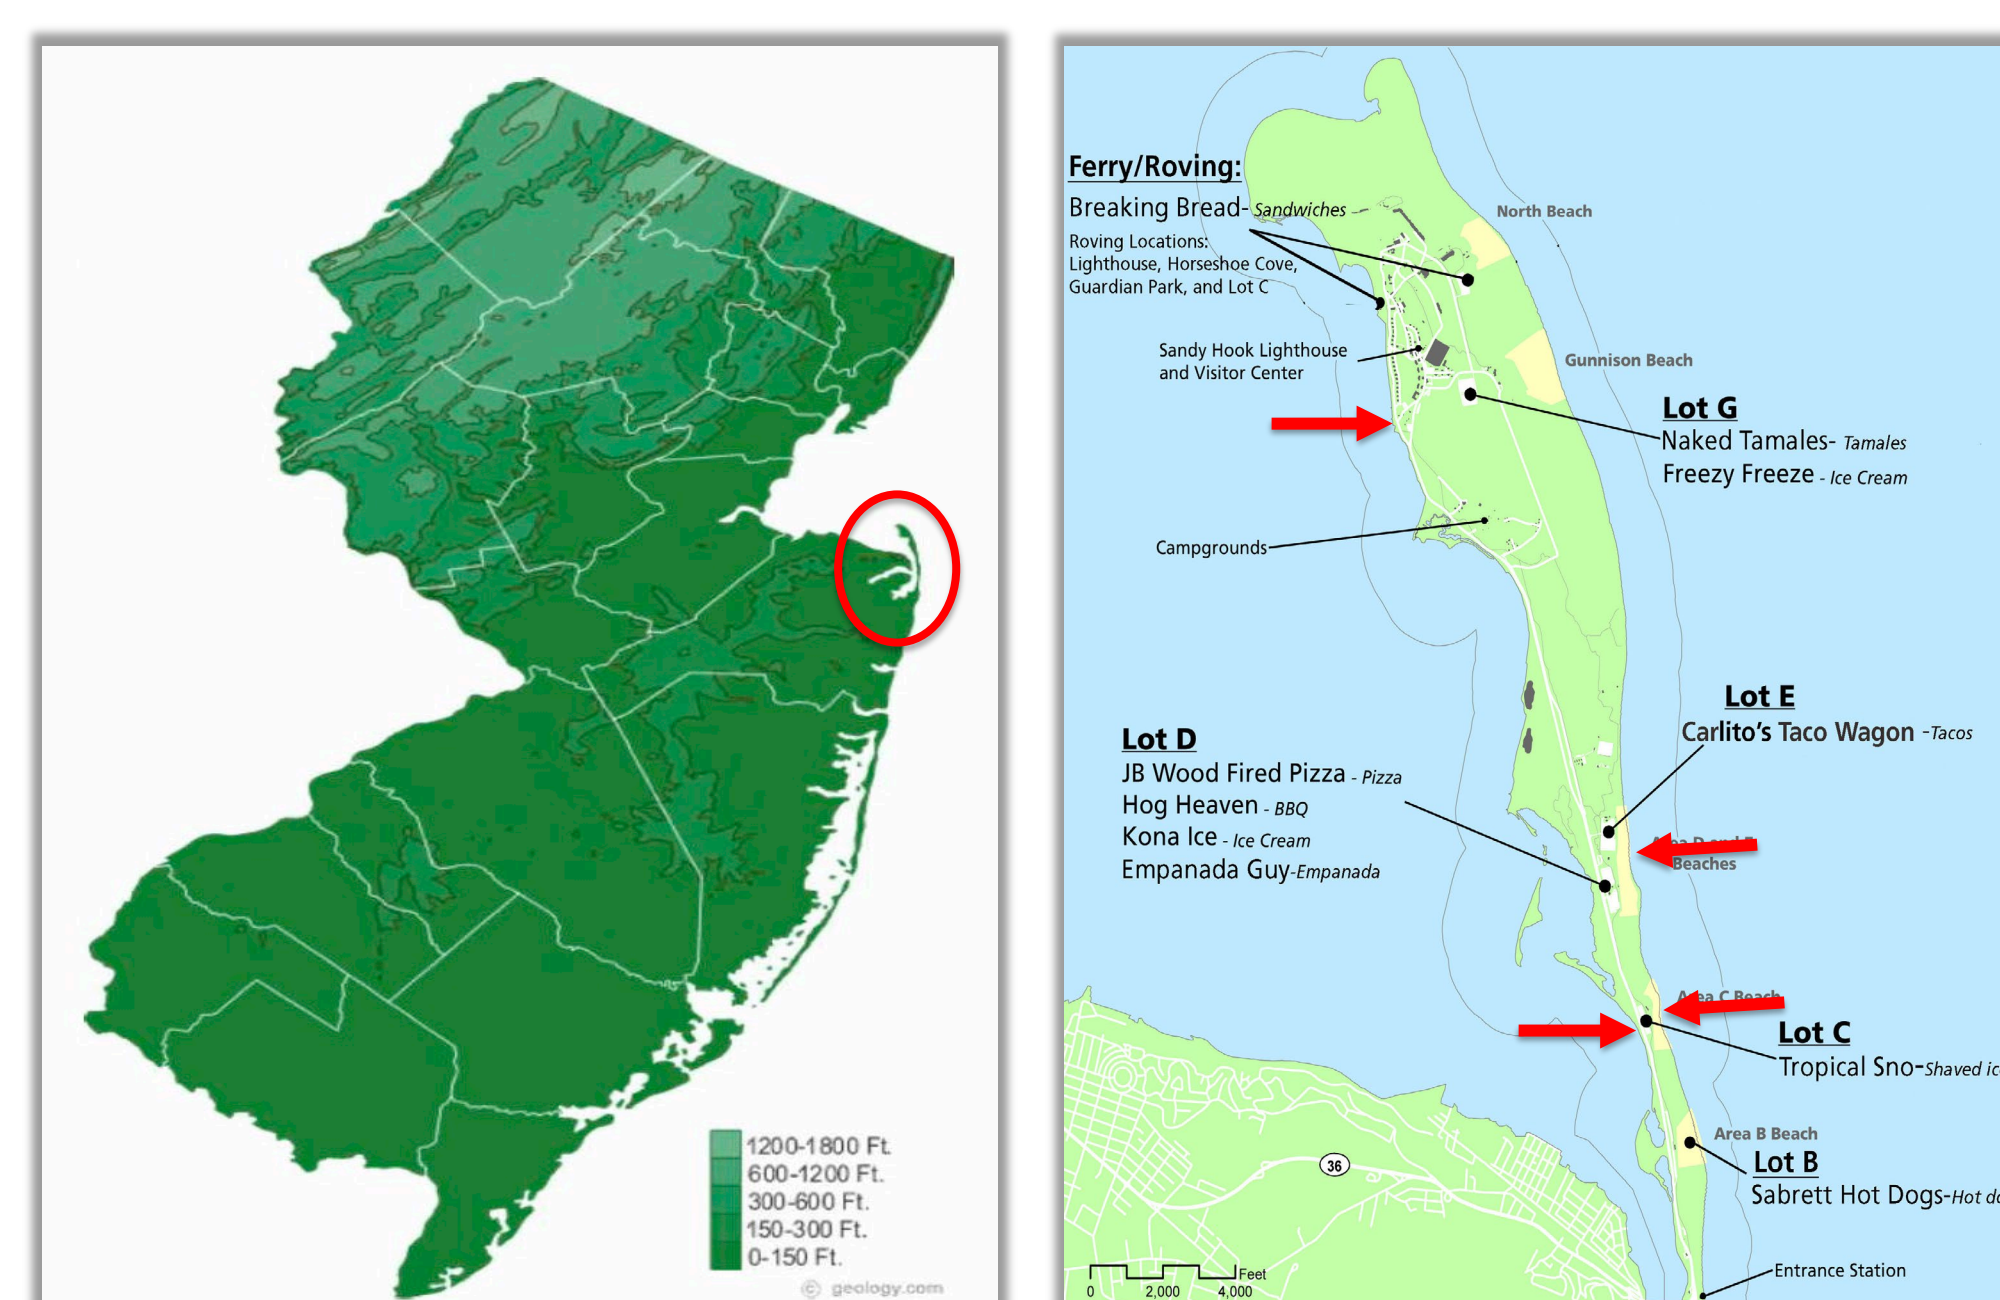 1200-1800 Ft.
600-1200 Ft.
300-600 Ft.
150-300 Ft.
0-150 Ft.
© geology.com
Ferry/Roving:
Breaking Bread- Sandwiches
Roving Locations:
Lighthouse, Horseshoe Cove,
Guardian Park, and Lot C
North Beach
Sandy Hook Lighthouse
and Visitor Center
Gunnison Beach
Lot G
Naked Tamales- Tamales
Freezy Freeze - Ice Cream
Campgrounds
Lot E
Carlito's Taco Wagon -Tacos
Lot D
JB Wood Fired Pizza - Pizza
Hog Heaven - BBQ
Kona Ice - Ice Cream
Empanada Guy-Empanada
Beaches
Area C Beach
Lot C
Tropical Sno-Shaved
Area B Beach
Lot B
Sabrett Hot Dogs-Hot
36
Entrance Station
Feet
0 2,000 4,000